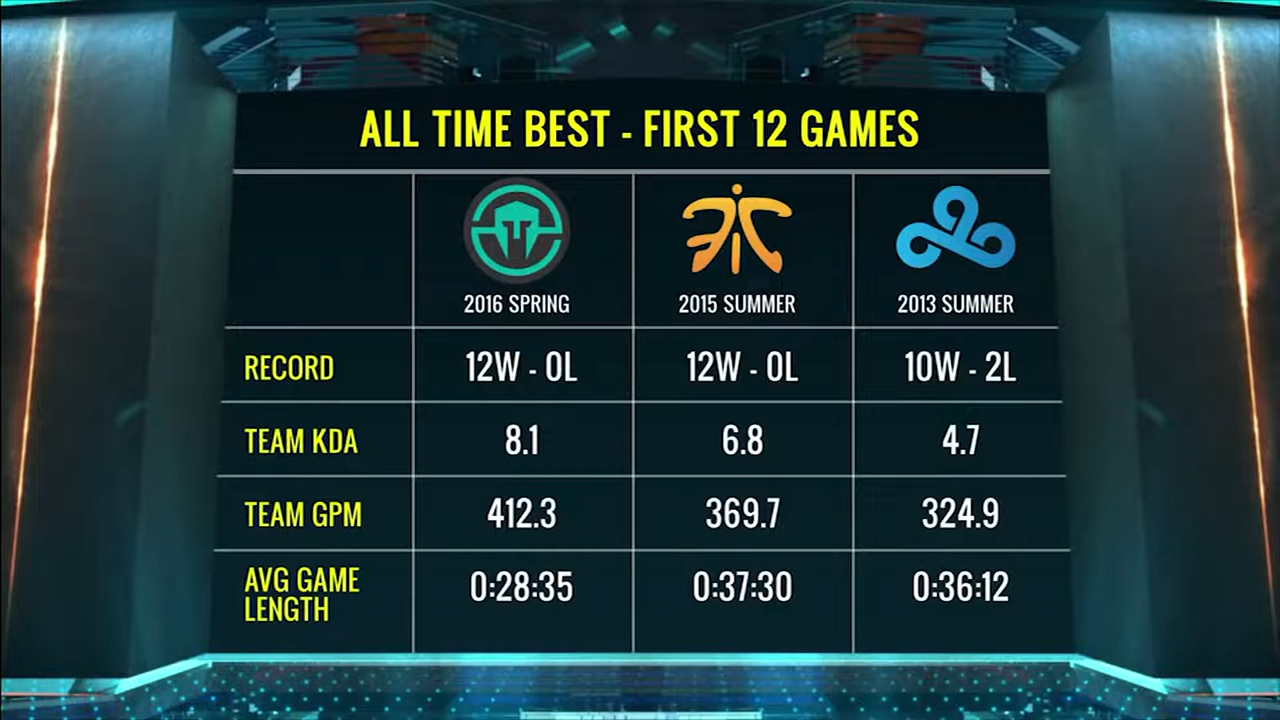 ALL TIME BEST - FIRST 12 GAMES
2016 SPRING 2015 SUMMER 2013 SUMMER
RECORD 12W - 0L 12W - 0L 10W - 2L
TEAM KDA 8.1 6.8 4.7
TEAM GPM 412.3 369.7 324.9
AVG GAME
LENGTH 0:28:35 0:37:30 0:36:12